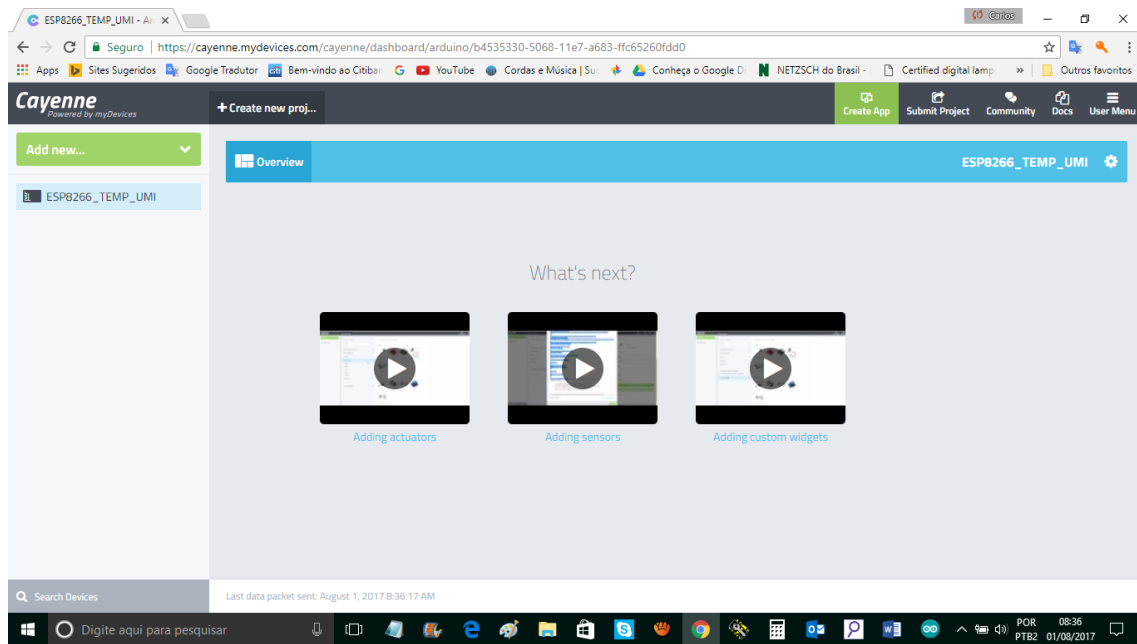 ESP8266_TEMP_UMI - Ar
Carlos
Seguro | https://cayenne.mydevices.com/cayenne/dashboard/arduino/b4535330-5068-11e7-a683-ffc65260fdd0
Apps Sites Sugeridos Google Tradutor Bem-vindo ao Citibar YouTube Cordas e Música | Su Conheça o Google D NETZSCH do Brasil - Certified digital lamp » Outros favoritos
Cayenne
Powered by myDevices
+ Create new proj...
Create App Submit Project Community Docs User Menu
Add new...
Overview
ESP8266_TEMP_UMI
ESP8266_TEMP_UMI
What's next?
Adding actuators Adding sensors Adding custom widgets
Search Devices
Last data packet sent: August 1, 2017 8:36:17 AM
Digite aqui para pesquisar
POR 08:36
PTB2 01/08/2017